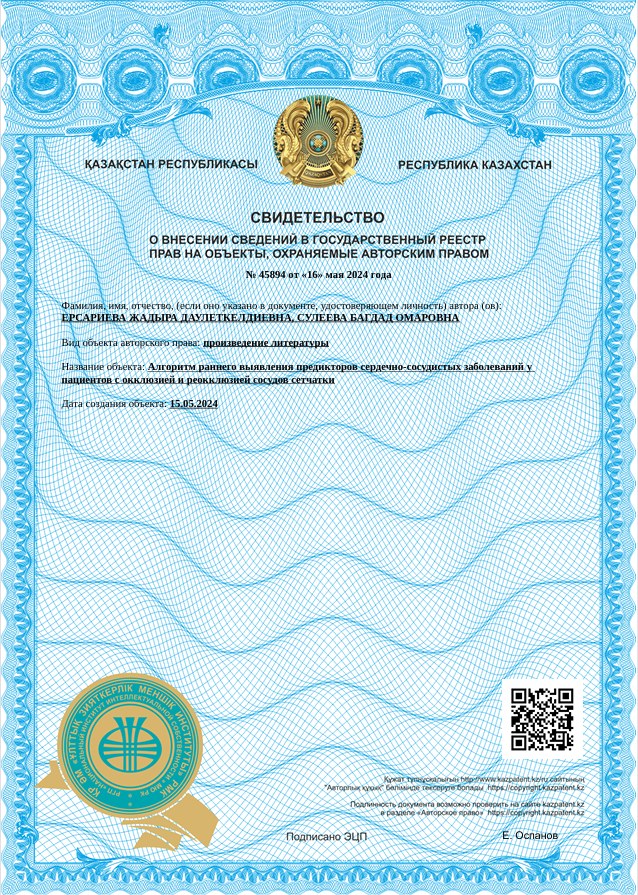 ҚАЗАҚСТАН РЕСПУБЛИКАСЫ
РЕСПУБЛИКА КАЗАХСТАН
СВИДЕТЕЛЬСТВО
О ВНЕСЕНИИ СВЕДЕНИЙ В ГОСУДАРСТВЕННЫЙ РЕЕСТР
ПРАВ НА ОБЪЕКТЫ, ОХРАНЯЕМЫЕ АВТОРСКИМ ПРАВОМ
№ 45894 от «16» мая 2024 года
Фамилия, имя, отчество, (если оно указано в документе, удостоверяющем личность) автора (ов):
ЕРСАРИЕВА ЖАДЫРА ДАУЛЕТКЕЛДИЕВНА, СУЛЕЕВА БАГДАД ОМАРОВНА
Вид объекта авторского права: произведение литературы
Название объекта: Алгоритм раннего выявления предикторов сердечно-сосудистых заболеваний у
пациентов с окклюзией и реокклюзией сосудов сетчатки
Дата создания объекта: 15.05.2024
ҚР ӘМ ҰЛТТЫҚ ЗИЯТКЕРЛІК МЕНШІК ИНСТИТУТЫ РМК
ИНСТИТУТ ИНТЕЛЛЕКТУАЛЬНОЙ СОБСТВЕННОСТИ МЮ РК
Құжат түпнұсқалығын http://www.kazpatent.kz/ru сайтының
"Авторлық құқық" бөлімінде тексеруге болады https://copyright.kazpatent.kz
Подлинность документа возможно проверить на сайте kazpatent.kz
в разделе «Авторское право» https://copyright.kazpatent.kz
Подписано ЭЦП
Е. Оспанов